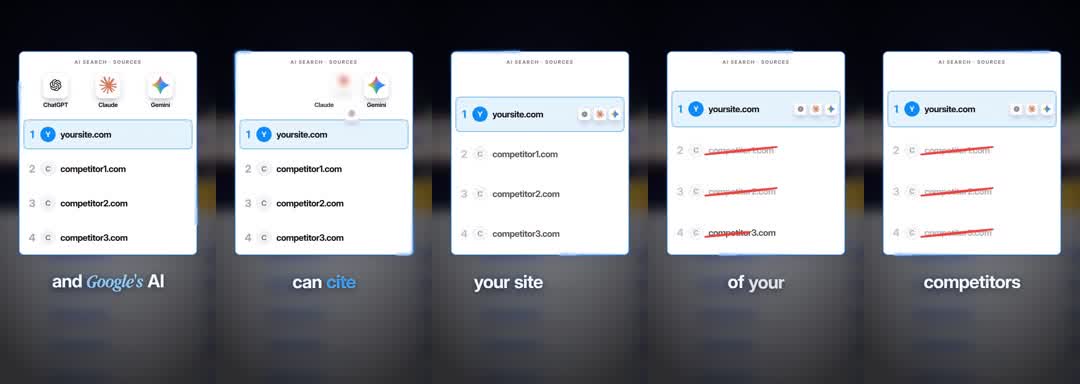 AI SEARCH · SOURCES
ChatGPT
Claude
Gemini
1 Y yoursite.com
2 C competitor1.com
3 C competitor2.com
4 C competitor3.com
and Google's AI
AI SEARCH · SOURCES
Claude
Gemini
1 Y yoursite.com
2 C competitor1.com
3 C competitor2.com
4 C competitor3.com
can cite
AI SEARCH · SOURCES
1 Y yoursite.com
2 C competitor1.com
3 C competitor2.com
4 C competitor3.com
your site
AI SEARCH · SOURCES
1 Y yoursite.com
2 C competitor1.com
3 C competitor2.com
4 C competitor3.com
of your
AI SEARCH · SOURCES
1 Y yoursite.com
2 C competitor1.com
3 C competitor2.com
4 C competitor3.com
competitors